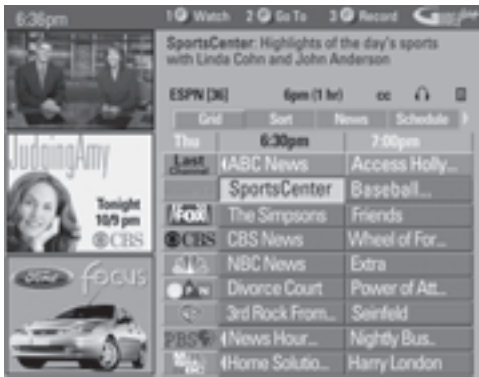 6:36pm
1 Watch 2 Go To 3 Record
SportsCenter: Highlights of the day's sports
with Linda Cohn and John Anderson
ESPN [36] 6pm (1 hr) cc
Grid Sort News Schedule
Thu 6:30pm 7:00pm
Last Channel ABC News Access Holly...
SportsCenter Baseball...
FOX The Simpsons Friends
CBS CBS News Wheel of For...
NBC News Extra
Divorce Court Power of Att...
3rd Rock From... Seinfeld
PBS News Hour... Nightly Bus..
Home Solutio... Harry London
Judging Amy
Tonight
10/9 pm
CBS
Ford focus